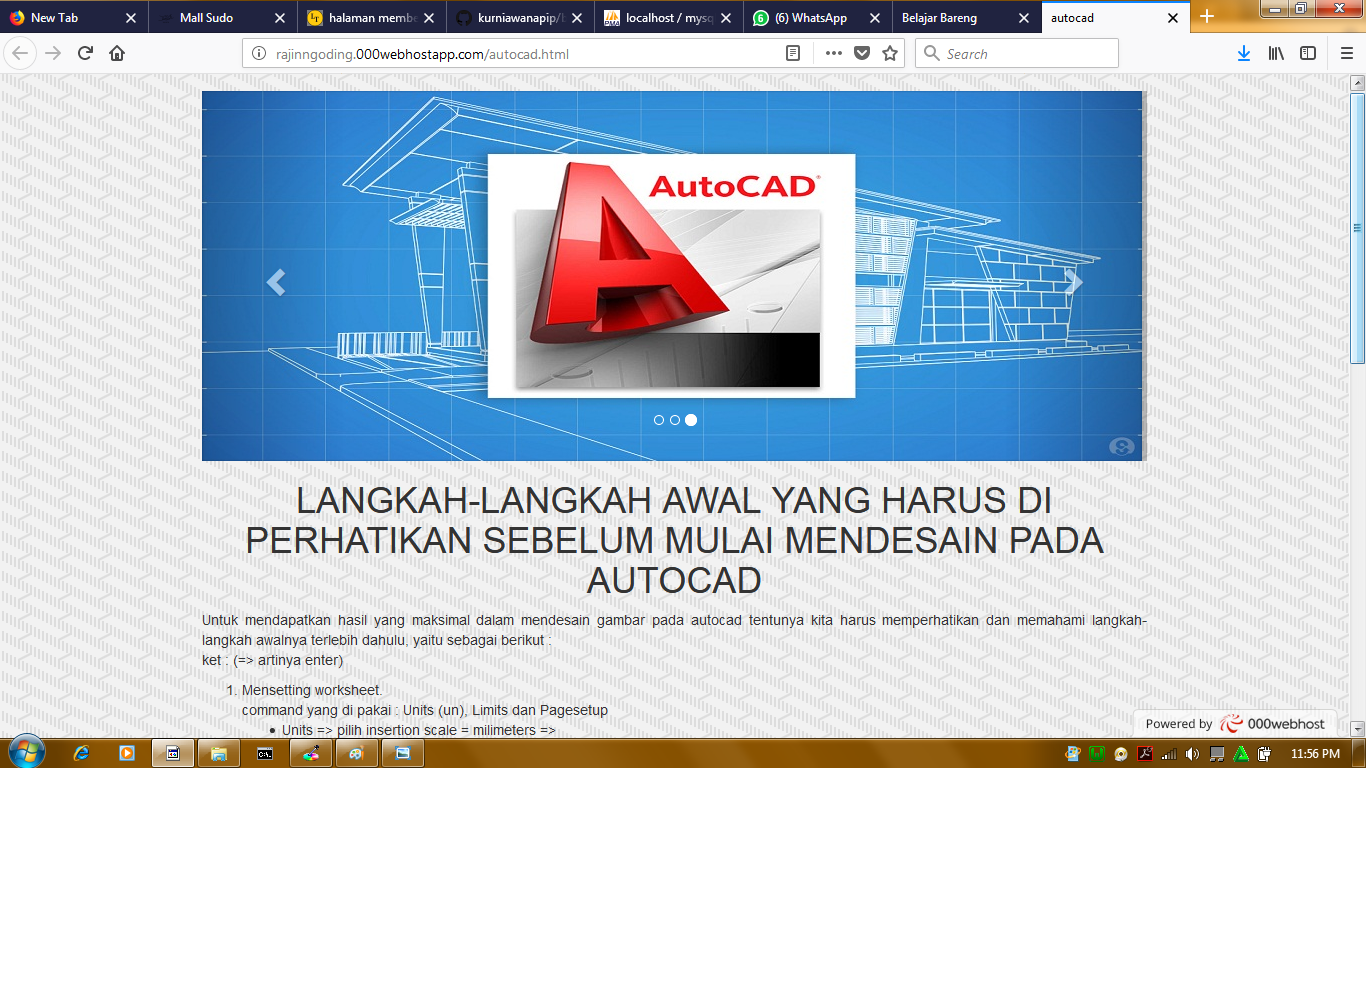 New Tab
Mall Sudo
halaman membe
kurniawanapip/b
localhost / mysq
(6) WhatsApp
Belajar Bareng
autocad
rajinngoding.000webhostapp.com/autocad.html
Search
AutoCAD
LANGKAH-LANGKAH AWAL YANG HARUS DI
PERHATIKAN SEBELUM MULAI MENDESAIN PADA
AUTOCAD
Untuk mendapatkan hasil yang maksimal dalam mendesain gambar pada autocad tentunya kita harus memperhatikan dan memahami langkah-
langkah awalnya terlebih dahulu, yaitu sebagai berikut :
ket : (=> artinya enter)
1. Mensetting worksheet.
command yang di pakai : Units (un), Limits dan Pagesetup
• Units => pilih insertion scale = milimeters =>
Powered by 000webhost
11:56 PM